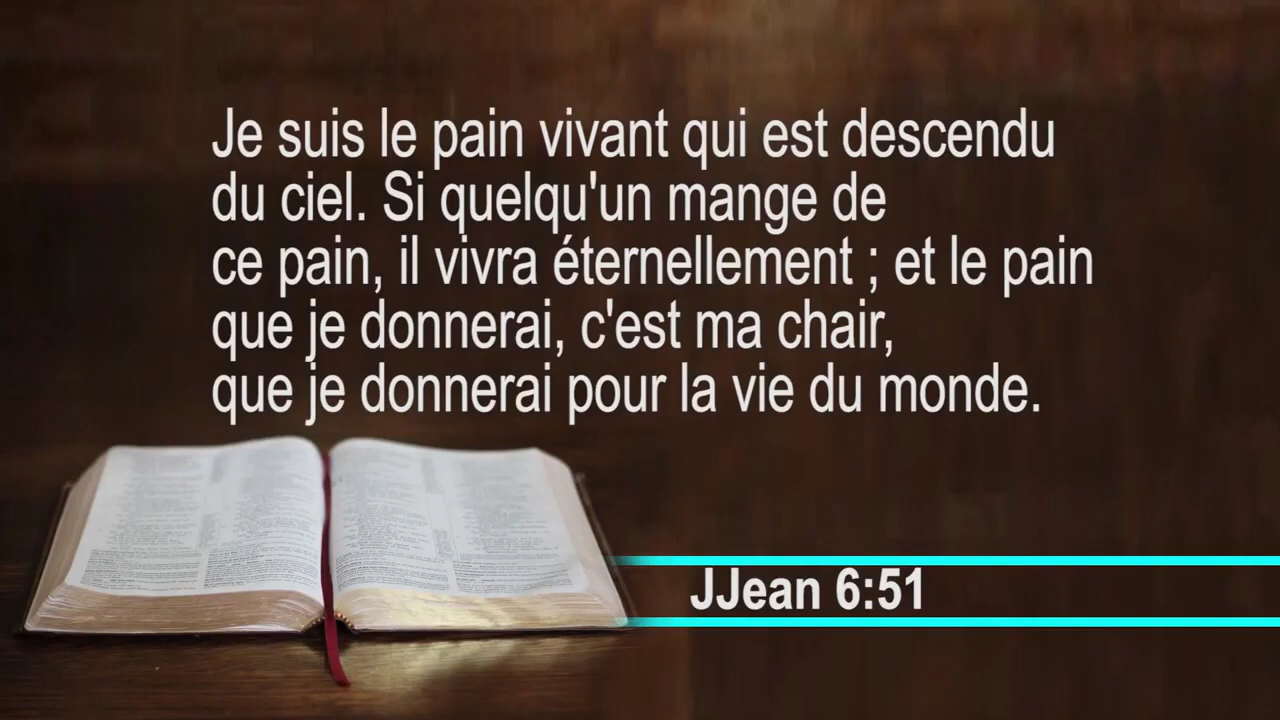 Je suis le pain vivant qui est descendu
du ciel. Si quelqu'un mange de
ce pain, il vivra éternellement ; et le pain
que je donnerai, c'est ma chair,
que je donnerai pour la vie du monde.
JJean 6:51